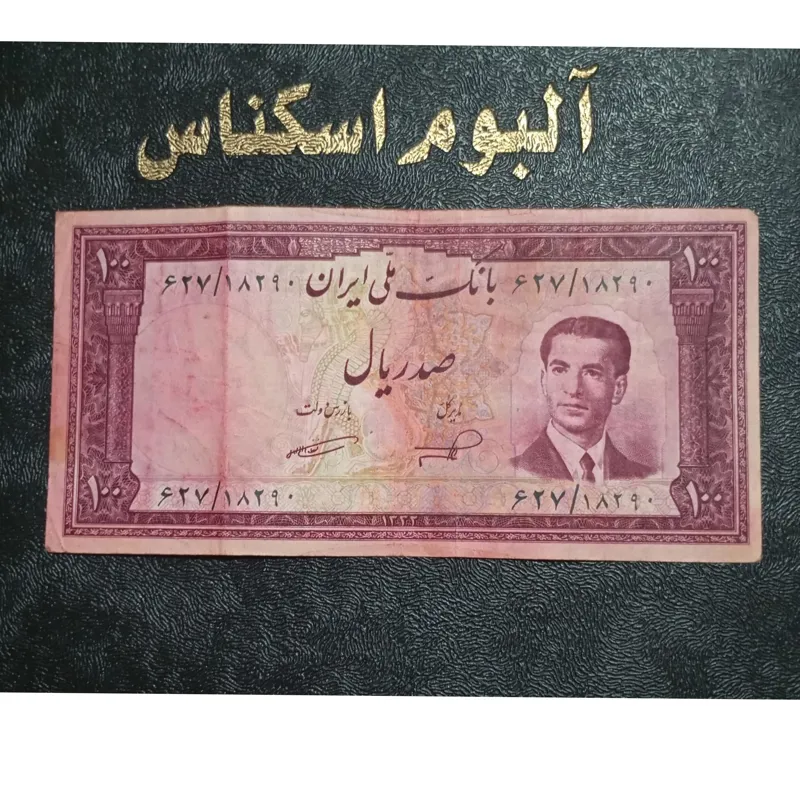 آلبوم اسکناس
۱۰۰ ۱۰۰
۶۲۷/۱۸۲۹۰ بانک ملی ایران ۶۲۷/۱۸۲۹۰
صد ریال
مدیرکل بازرس دولت
۶۲۷/۱۸۲۹۰ ۶۲۷/۱۸۲۹۰
۱۰۰ ۱۰۰
۱۳۳۳